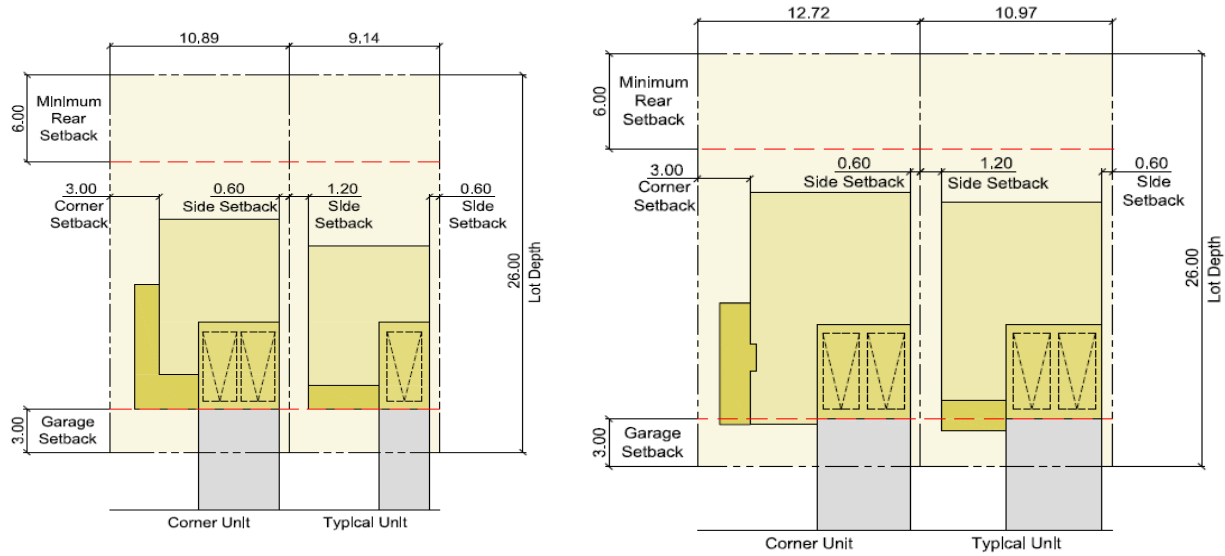 10.89
9.14
6.00
Minimum
Rear
Setback
3.00
Corner
Setback
0.60
Side Setback
1.20
Side
Setback
0.60
Side
Setback
26.00
Lot Depth
3.00
Garage
Setback
Corner Unit
Typical Unit
12.72
10.97
6.00
Minimum
Rear
Setback
3.00
Corner
Setback
0.60
Side Setback
1.20
Side Setback
0.60
Side
Setback
26.00
Lot Depth
3.00
Garage
Setback
Corner Unit
Typical Unit